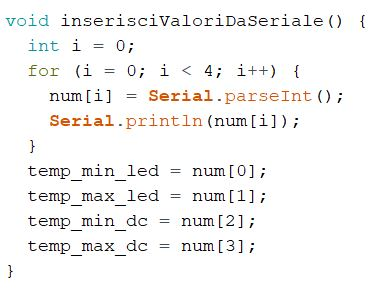 void inserisciValoriDaSeriale() {
  int i = 0;
  for (i = 0; i < 4; i++) {
    num[i] = Serial.parseInt();
    Serial.println(num[i]);
  }
  temp_min_led = num[0];
  temp_max_led = num[1];
  temp_min_dc = num[2];
  temp_max_dc = num[3];
}